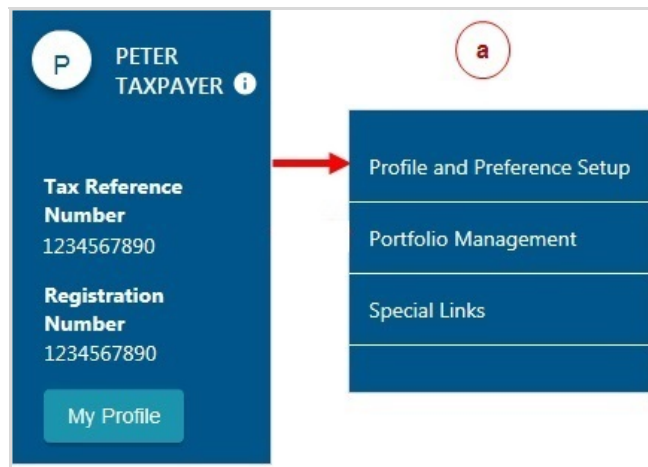 P
PETER
TAXPAYER i
Tax Reference
Number
1234567890
Registration
Number
1234567890
My Profile
a
Profile and Preference Setup
Portfolio Management
Special Links